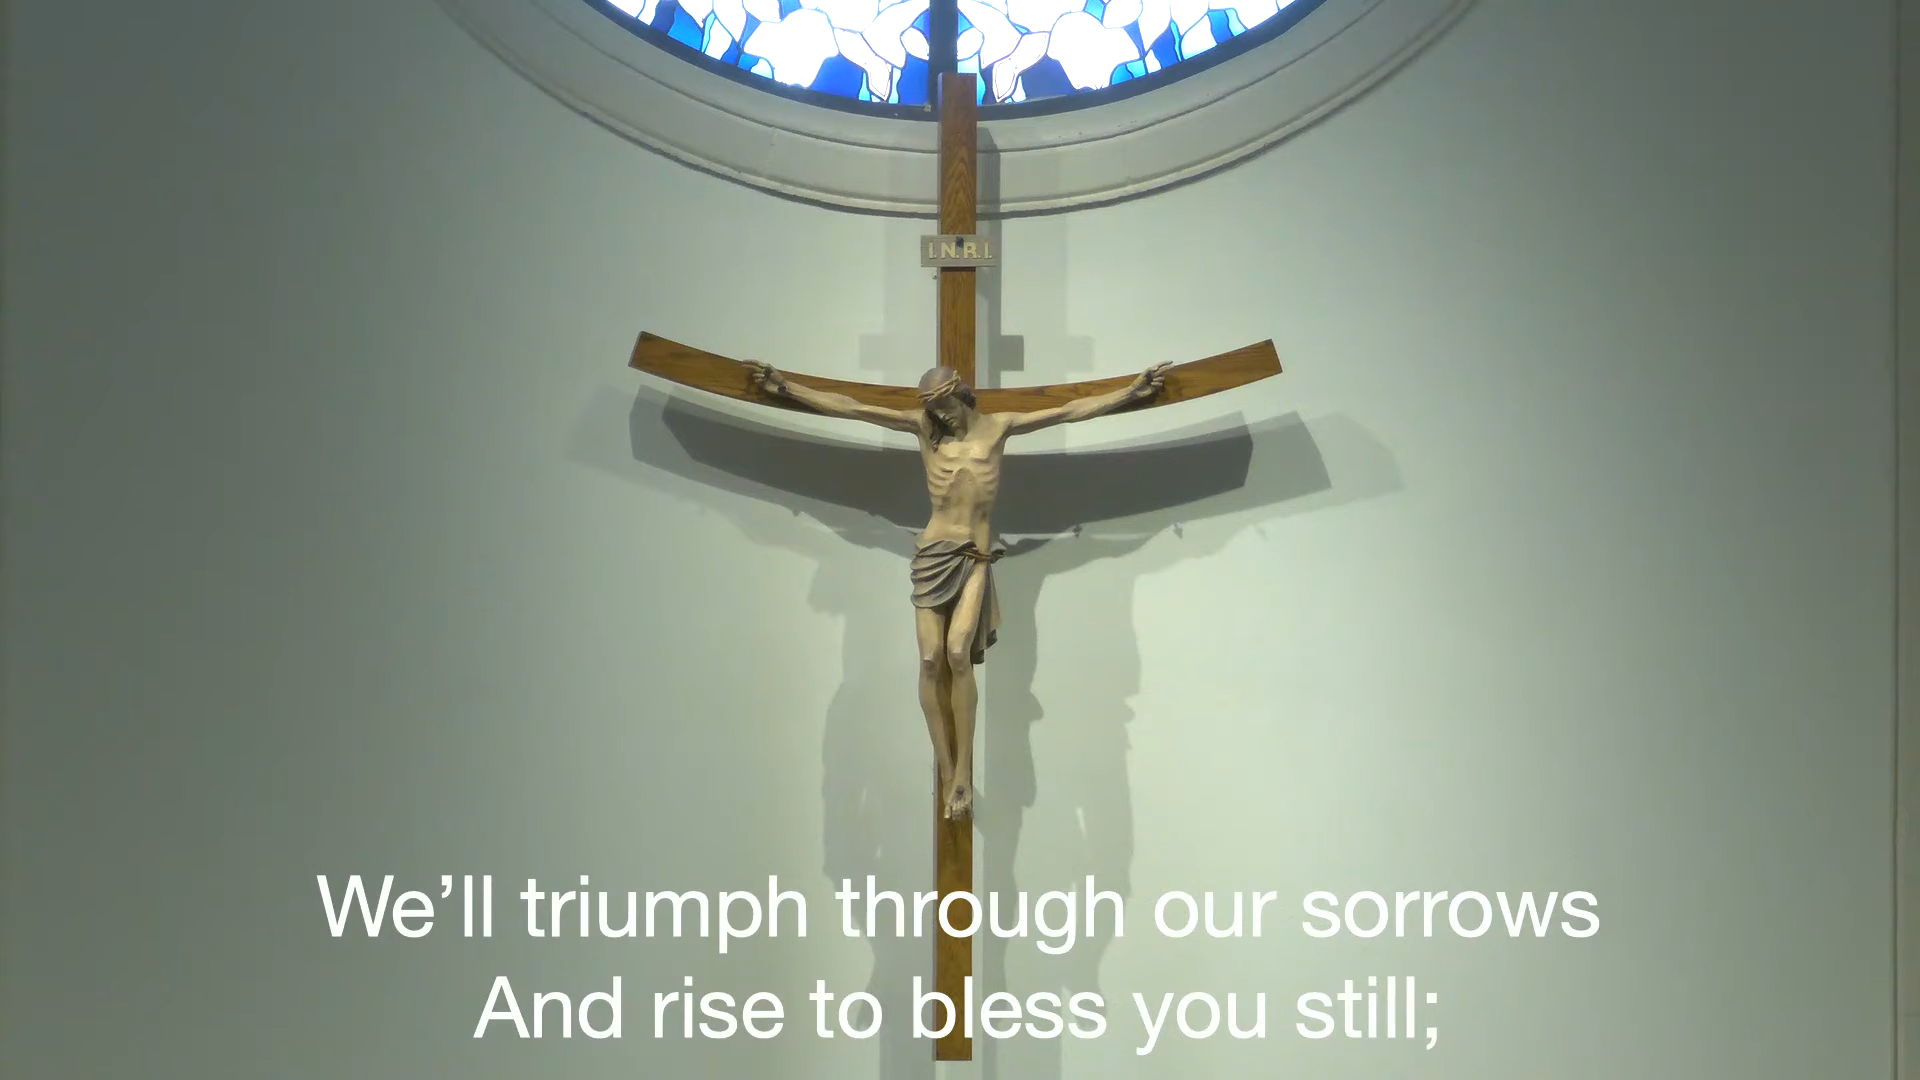 I.N.R.I.
We’ll triumph through our sorrows
And rise to bless you still;